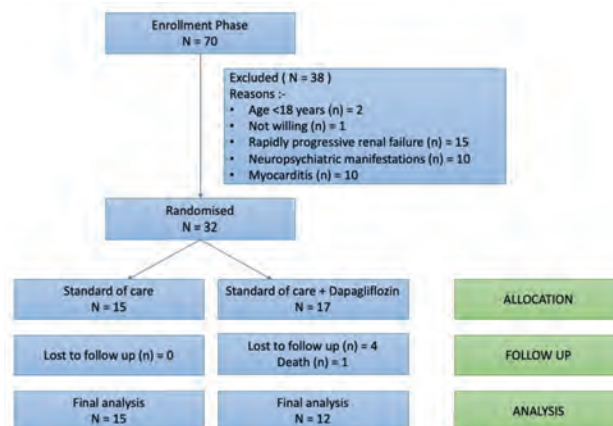 Enrollment Phase
N = 70
Excluded ( N = 38 )
Reasons :-
• Age <18 years (n) = 2
• Not willing (n) = 1
• Rapidly progressive renal failure (n) = 15
• Neuropsychiatric manifestations (n) = 10
• Myocarditis (n) = 10
Randomised
N = 32
Standard of care
N = 15
Standard of care + Dapagliflozin
N = 17
ALLOCATION
Lost to follow up (n) = 0
Lost to follow up (n) = 4
Death (n) = 1
FOLLOW UP
Final analysis
N = 15
Final analysis
N = 12
ANALYSIS